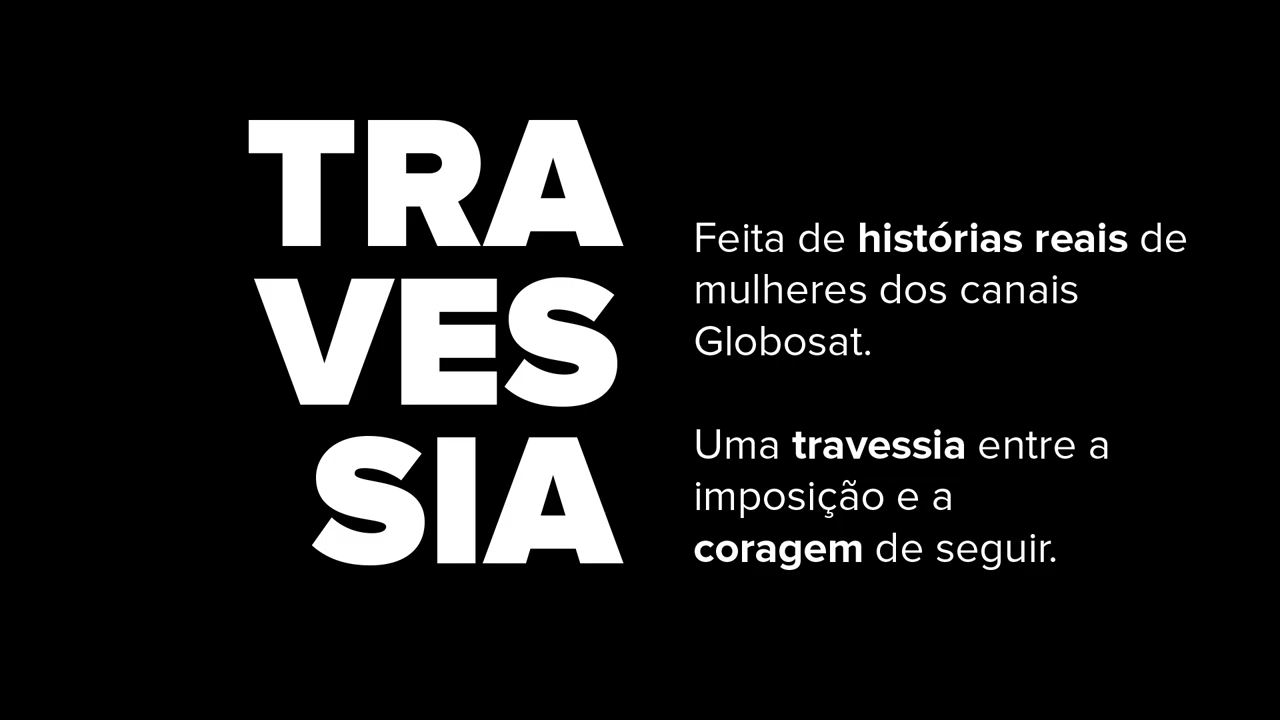 TRA
VES
SIA
Feita de histórias reais de
mulheres dos canais
Globosat.
Uma travessia entre a
imposição e a
coragem de seguir.